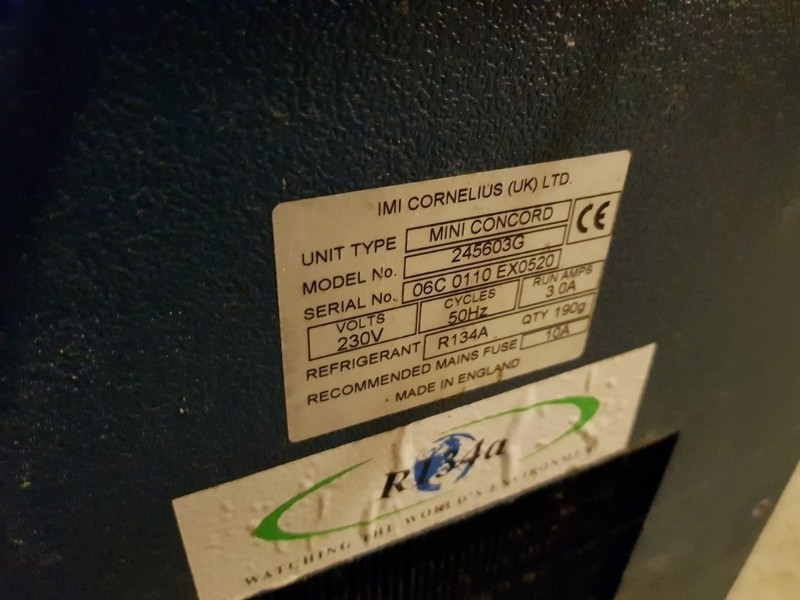 IMI CORNELIUS (UK) LTD.
UNIT TYPE MINI CONCORD CE
MODEL No. 245603G
SERIAL No. 06C 0110 EX0520
VOLTS CYCLES RUN AMPS
230V 50Hz 3.0A
REFRIGERANT R134A QTY 190g
RECOMMENDED MAINS FUSE 10A
MADE IN ENGLAND
R134a
WATCHING THE WORLD'S ENVIRONMENT